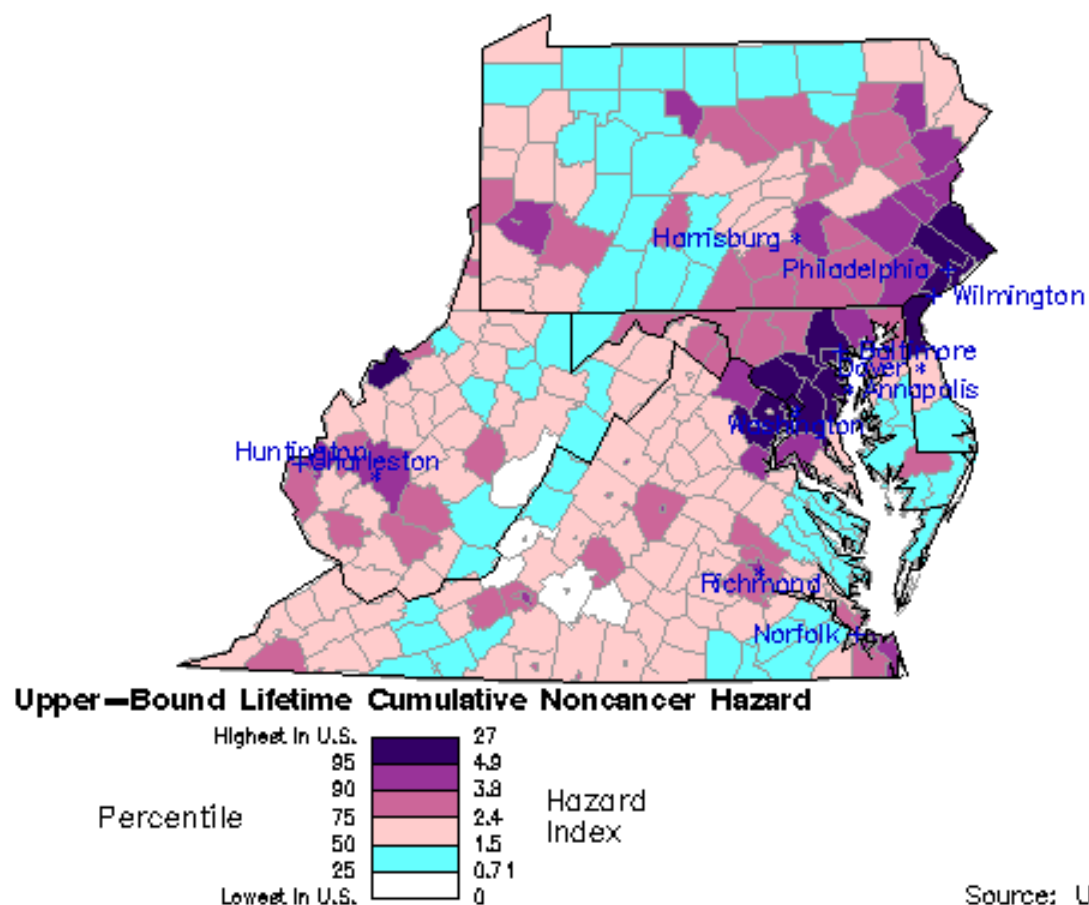 Harrisburg
Philadelphia
Wilmington
Baltimore
Dover
Annapolis
Washington
Huntington
Charleston
Richmond
Norfolk
Upper—Bound Lifetime Cumulative Noncancer Hazard
Highest in U.S. 27
95 4.9
90 3.8
Percentile 75 2.4 Hazard
50 1.5 Index
25 0.71
Lowest in U.S. 0
Source: U